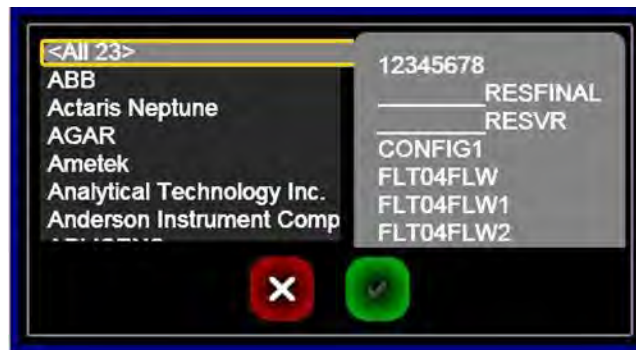 <All 23>
ABB
Actaris Neptune
AGAR
Ametek
Analytical Technology Inc.
Anderson Instrument Comp
12345678
________RESFINAL
________RESVR
CONFIG1
FLT04FLW
FLT04FLW1
FLT04FLW2